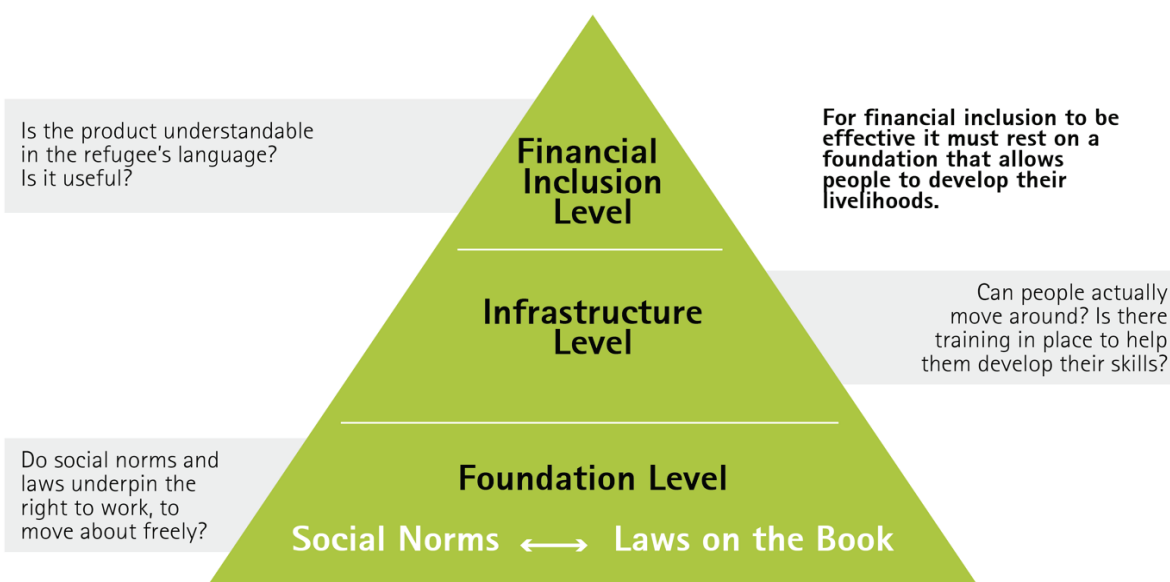 Is the product understandable
in the refugee's language?
Is it useful?
Financial
Inclusion
Level
For financial inclusion to be
effective it must rest on a
foundation that allows
people to develop their
livelihoods.
Infrastructure
Level
Can people actually
move around? Is there
training in place to help
them develop their skills?
Do social norms and
laws underpin the
right to work, to
move about freely?
Foundation Level
Social Norms ⟷ Laws on the Book